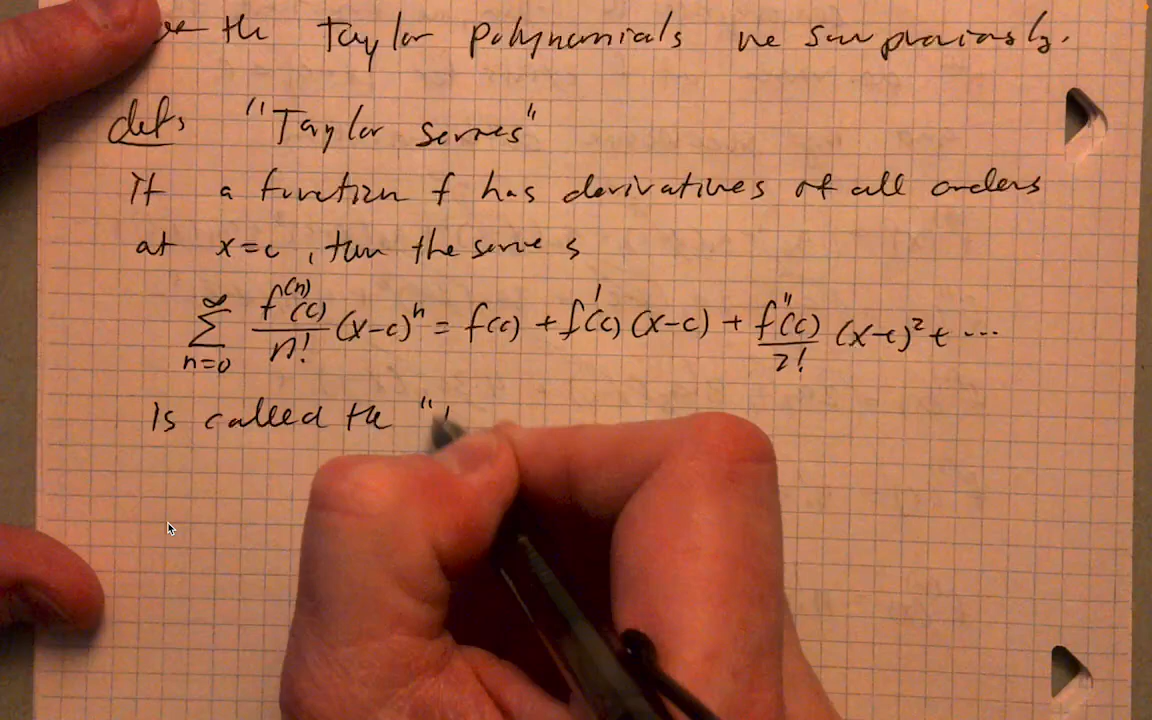 the Taylor polynomials we saw previously.
def: "Taylor series"
If a function f has derivatives of all orders
at x=c, then the series
∑_{n=0}^{∞} f^{(n)}(c)/n! (x-c)^n = f(c) + f'(c)(x-c) + f''(c)/2! (x-c)^2 + ...
is called the "